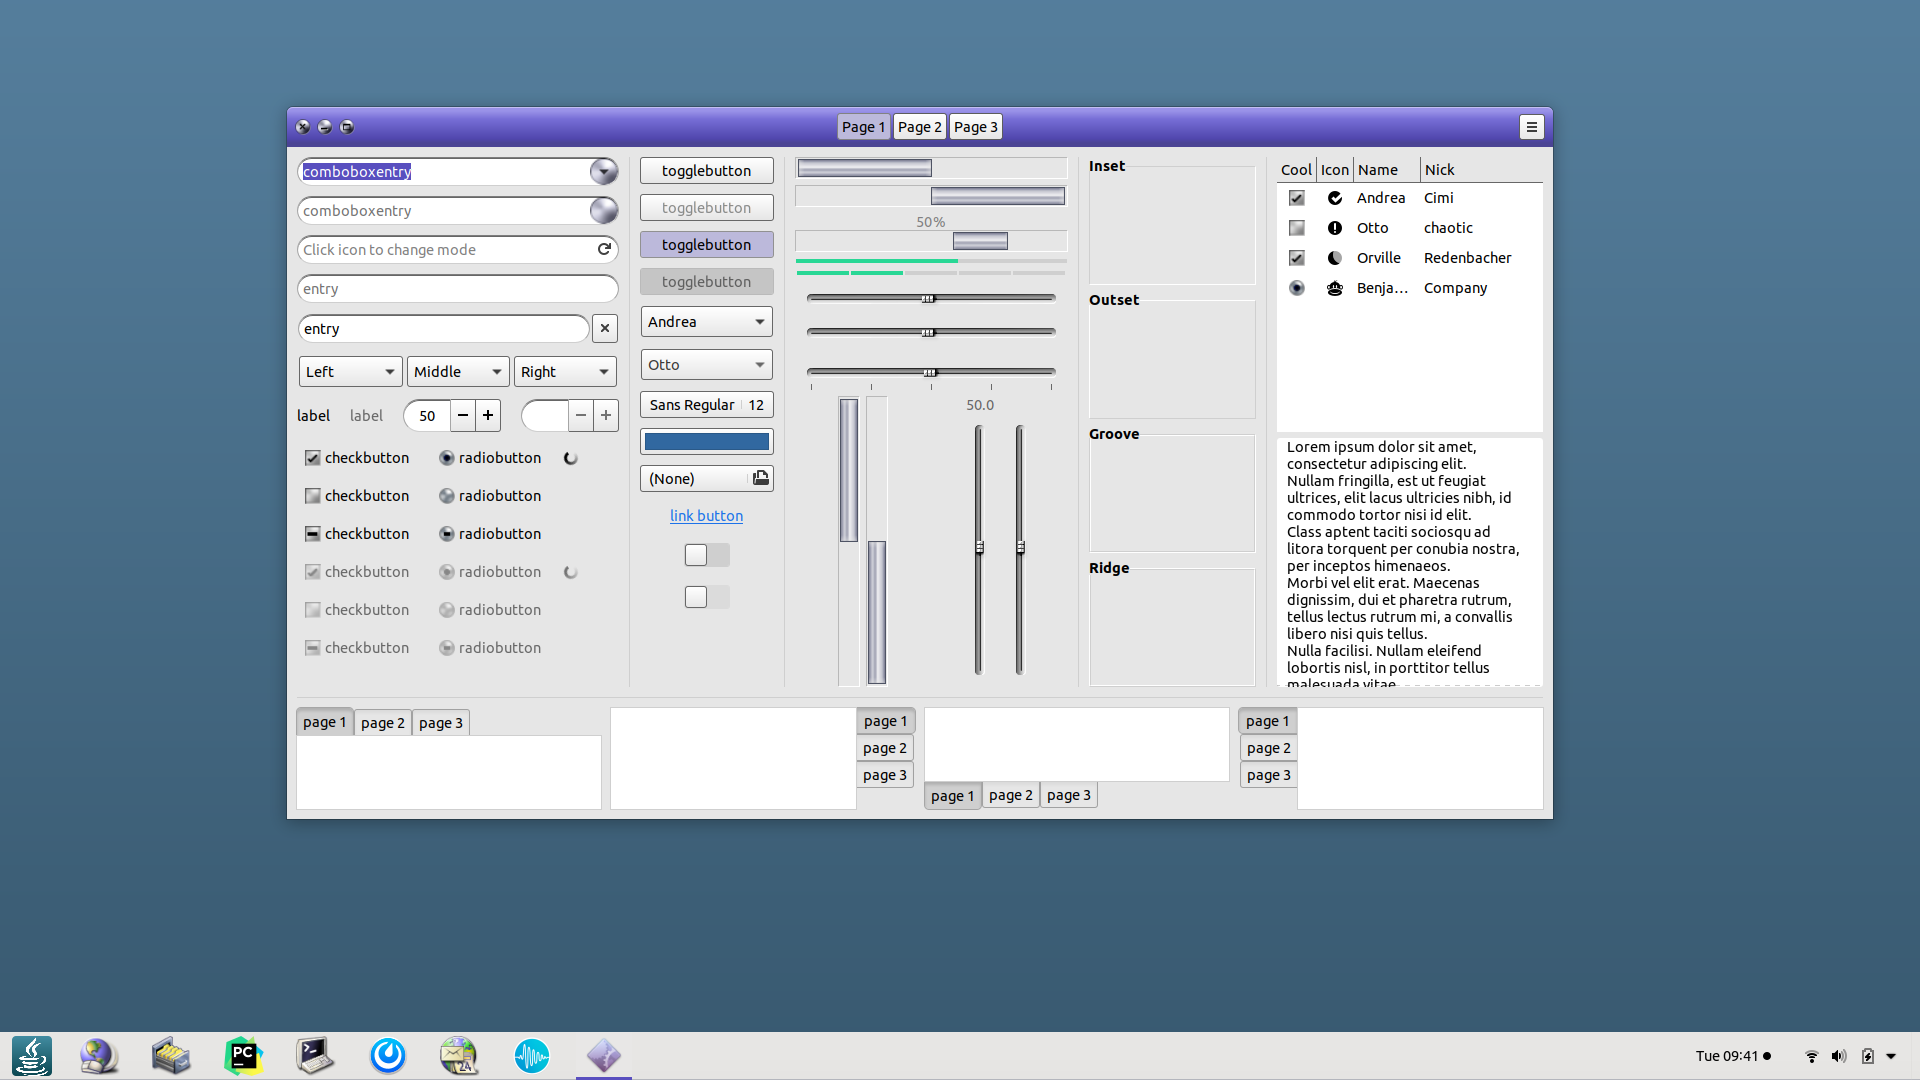 Page 1 Page 2 Page 3
comboboxentry
comboboxentry
Click icon to change mode
entry
entry
Left Middle Right
label label 50
checkbutton radiobutton
checkbutton radiobutton
checkbutton radiobutton
checkbutton radiobutton
checkbutton radiobutton
checkbutton radiobutton
togglebutton
togglebutton
togglebutton
togglebutton
Andrea
Otto
Sans Regular 12
(None)
link button
50%
50.0
Inset
Outset
Groove
Ridge
Cool Icon Name Nick
Andrea Cimi
Otto chaotic
Orville Redenbacher
Benja… Company
Lorem ipsum dolor sit amet,
consectetur adipiscing elit.
Nullam fringilla, est ut feugiat
ultrices, elit lacus ultricies nibh, id
commodo tortor nisi id elit.
Class aptent taciti sociosqu ad
litora torquent per conubia nostra,
per inceptos himenaeos.
Morbi vel elit erat. Maecenas
dignissim, dui et pharetra rutrum,
tellus lectus rutrum mi, a convallis
libero nisi quis tellus.
Nulla facilisi. Nullam eleifend
lobortis nisl, in porttitor tellus
malesuada vitae.
page 1 page 2 page 3
page 1
page 2
page 3
page 1 page 2 page 3
page 1
page 2
page 3
PC
Tue 09:41